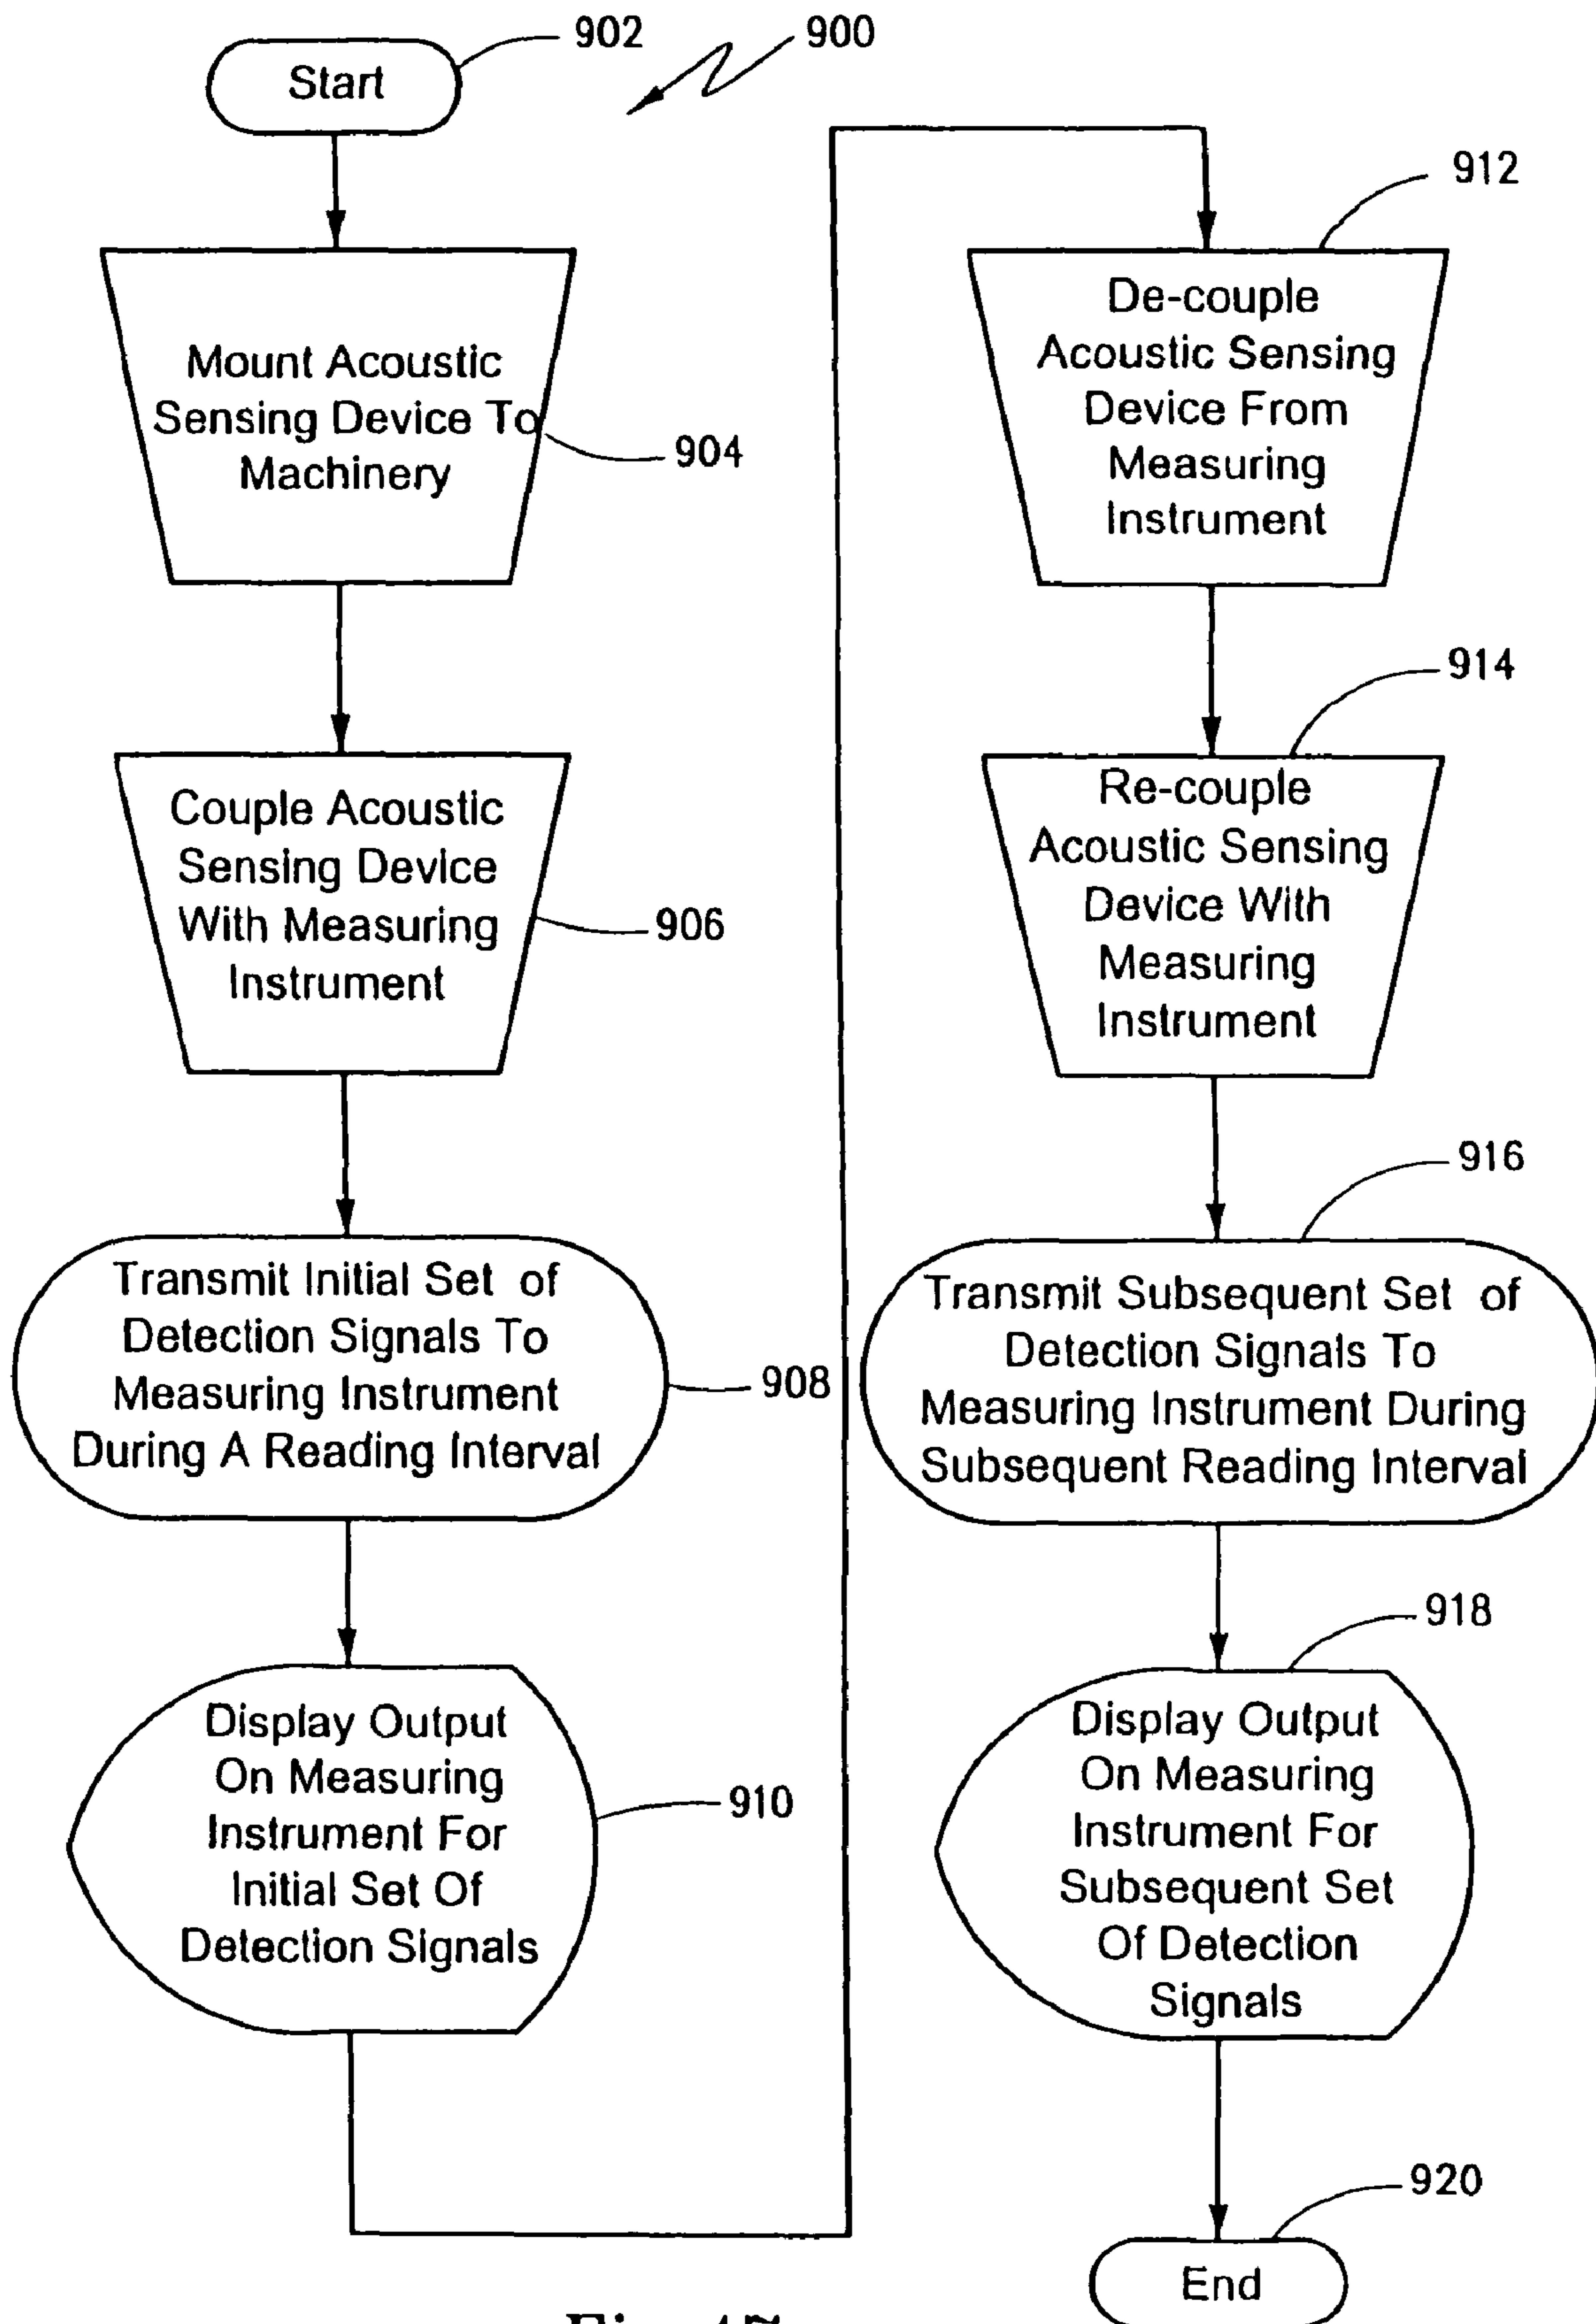 902
900
Start
Mount Acoustic
Sensing Device To
Machinery
904
Couple Acoustic
Sensing Device
With Measuring
Instrument
906
Transmit Initial Set of
Detection Signals To
Measuring Instrument
During A Reading Interval
908
Display Output
On Measuring
Instrument For
Initial Set Of
Detection Signals
910
912
De-couple
Acoustic Sensing
Device From
Measuring
Instrument
914
Re-couple
Acoustic Sensing
Device With
Measuring
Instrument
916
Transmit Subsequent Set of
Detection Signals To
Measuring Instrument During
Subsequent Reading Interval
918
Display Output
On Measuring
Instrument For
Subsequent Set
Of Detection
Signals
920
End